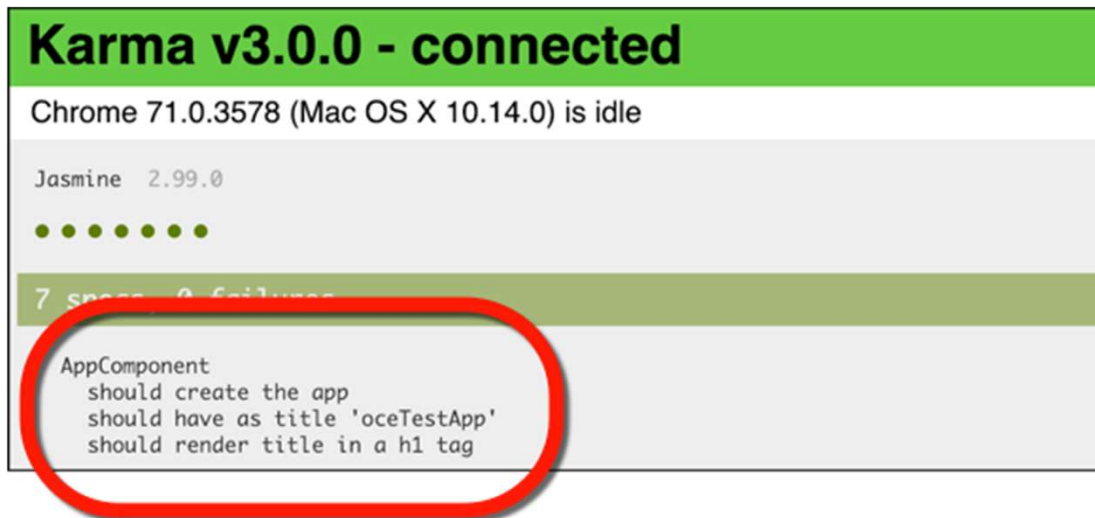 Karma v3.0.0 - connected
Chrome 71.0.3578 (Mac OS X 10.14.0) is idle
Jasmine 2.99.0
7 specs, 0 failures
AppComponent
should create the app
should have as title 'oceTestApp'
should render title in a h1 tag